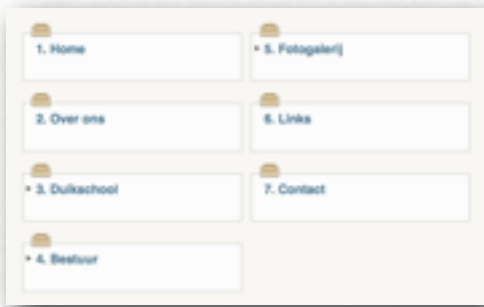 1. Home
2. Over ons
3. Duikschool
4. Bestuur
5. Fotogalerij
6. Links
7. Contact